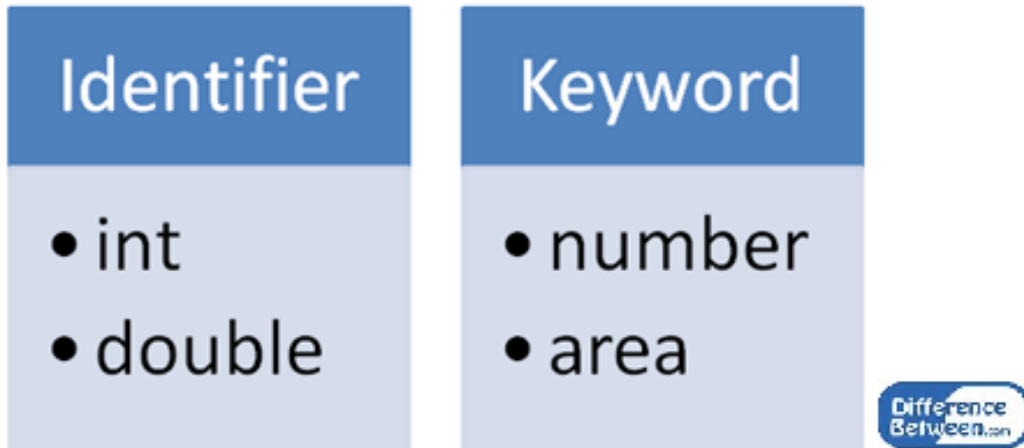 Identifier
• int
• double
Keyword
• number
• area
Difference
Between.com